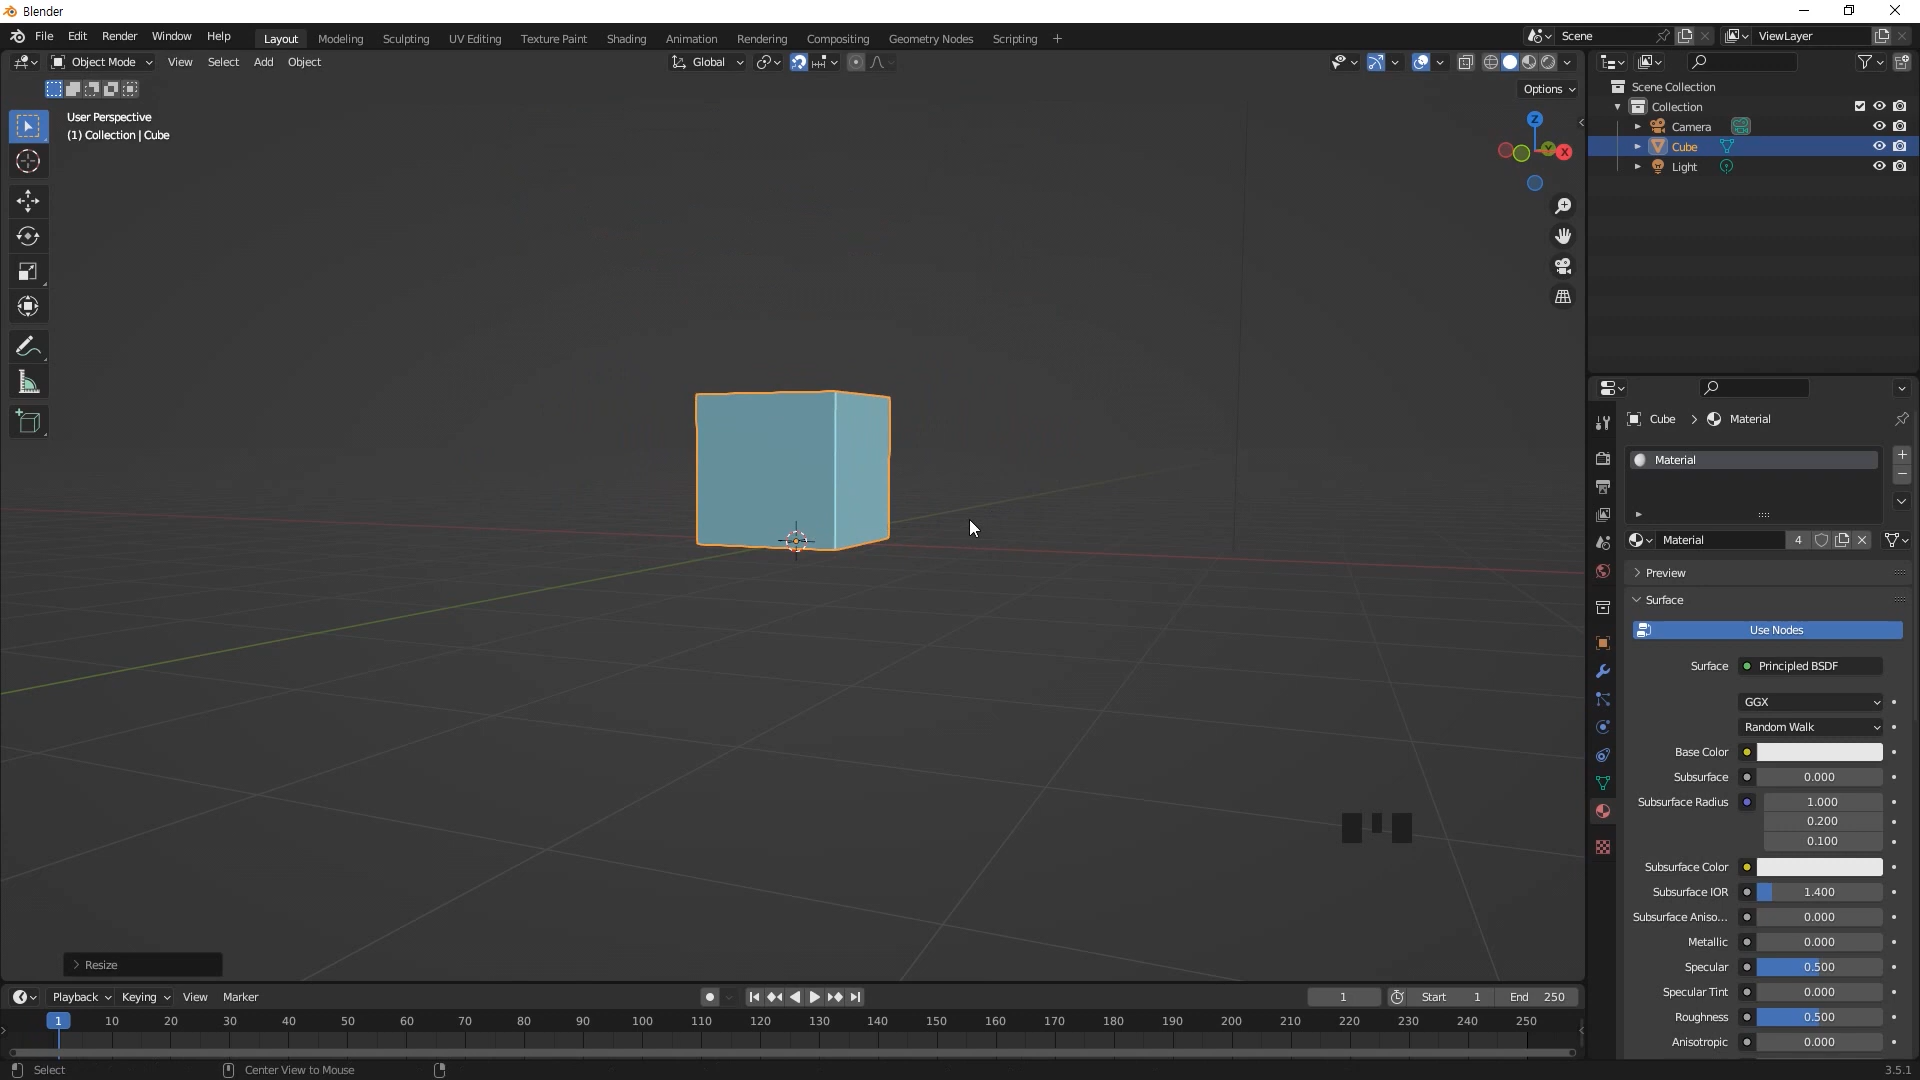 Blender
File Edit Render Window Help Layout Modeling Sculpting UV Editing Texture Paint Shading Animation Rendering Compositing Geometry Nodes Scripting + Scene ViewLayer
Object Mode View Select Add Object Global
Options
User Perspective
(1) Collection | Cube
Z
Y
X
Scene Collection
Collection
Camera
Cube
Light
Cube > Material
Material
Material 4
Preview
Surface
Use Nodes
Surface Principled BSDF
GGX
Random Walk
Base Color
Subsurface 0.000
Subsurface Radius 1.000
0.200
0.100
Subsurface Color
Subsurface IOR 1.400
Subsurface Aniso... 0.000
Metallic 0.000
Specular 0.500
Specular Tint 0.000
Roughness 0.500
Anisotropic 0.000
Resize
Playback Keying View Marker 1 Start 1 End 250
1 10 20 30 40 50 60 70 80 90 100 110 120 130 140 150 160 170 180 190 200 210 220 230 240 250
Select Center View to Mouse 3.5.1